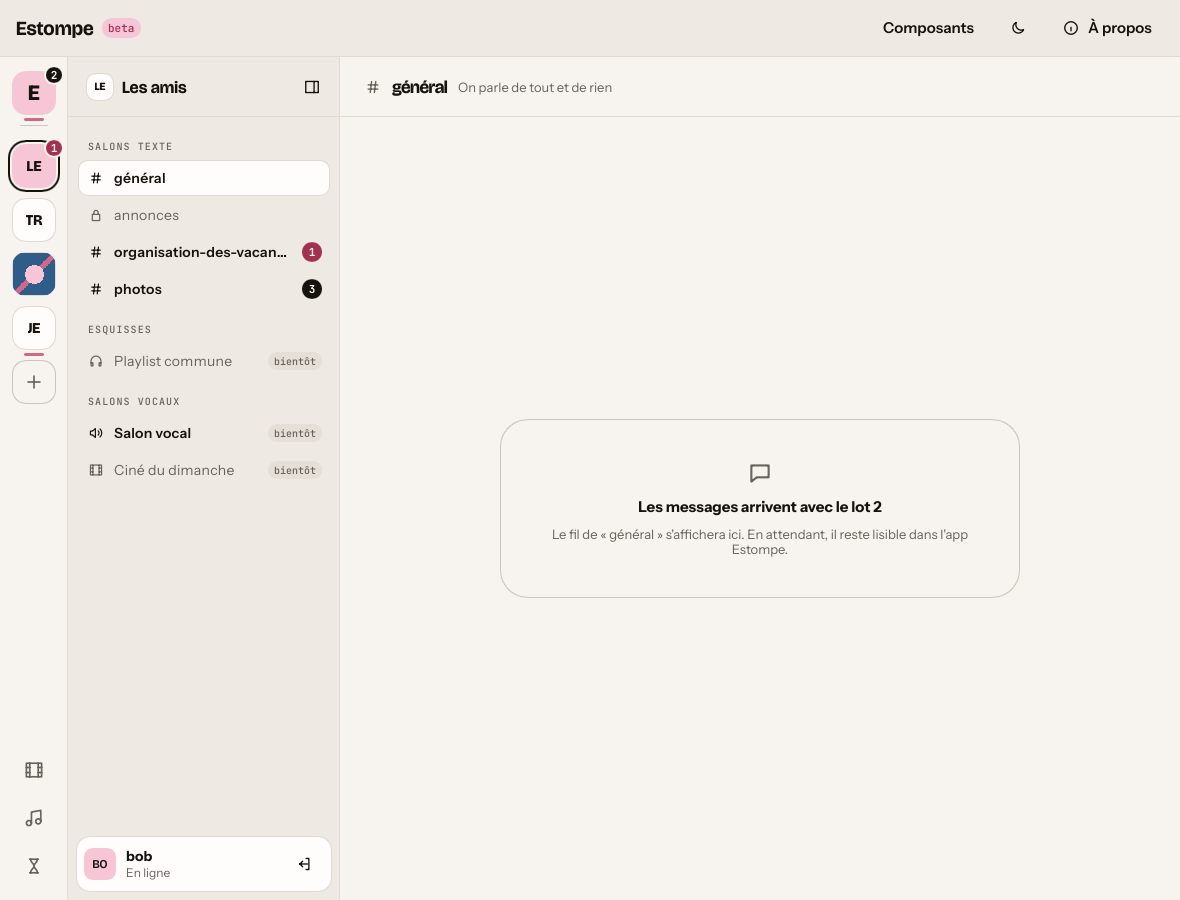 Estompe beta
Composants
À propos
E 2
LE 1
TR
JE
LE Les amis
SALONS TEXTE
# général
annonces
# organisation-des-vacan... 1
# photos 3
ESQUISSES
Playlist commune bientôt
SALONS VOCAUX
Salon vocal bientôt
Ciné du dimanche bientôt
BO bob
En ligne
# général On parle de tout et de rien
Les messages arrivent avec le lot 2
Le fil de « général » s'affichera ici. En attendant, il reste lisible dans l'app
Estompe.